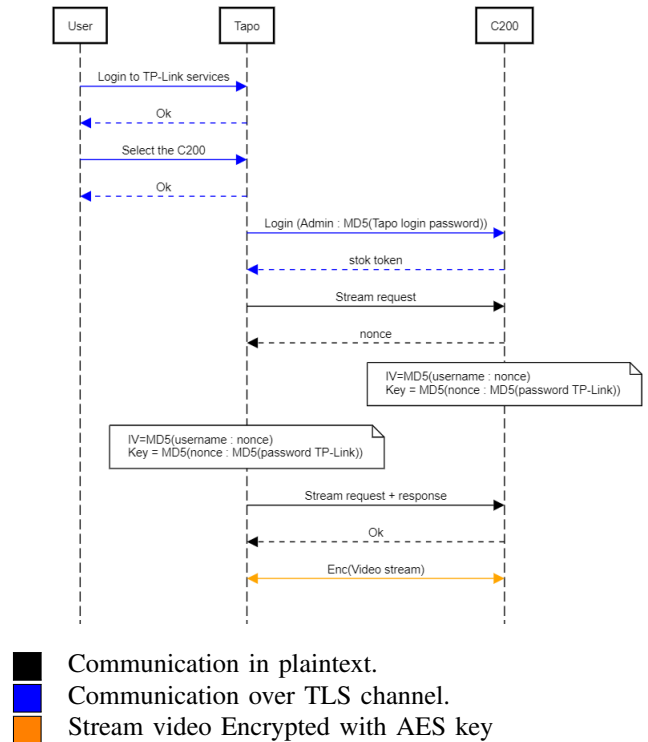 User
Tapo
C200
Login to TP-Link services
Ok
Select the C200
Ok
Login (Admin : MD5(Tapo login password))
stok token
Stream request
nonce
IV=MD5(username : nonce)
Key = MD5(nonce : MD5(password TP-Link))
IV=MD5(username : nonce)
Key = MD5(nonce : MD5(password TP-Link))
Stream request + response
Ok
Enc(Video stream)
Communication in plaintext.
Communication over TLS channel.
Stream video Encrypted with AES key